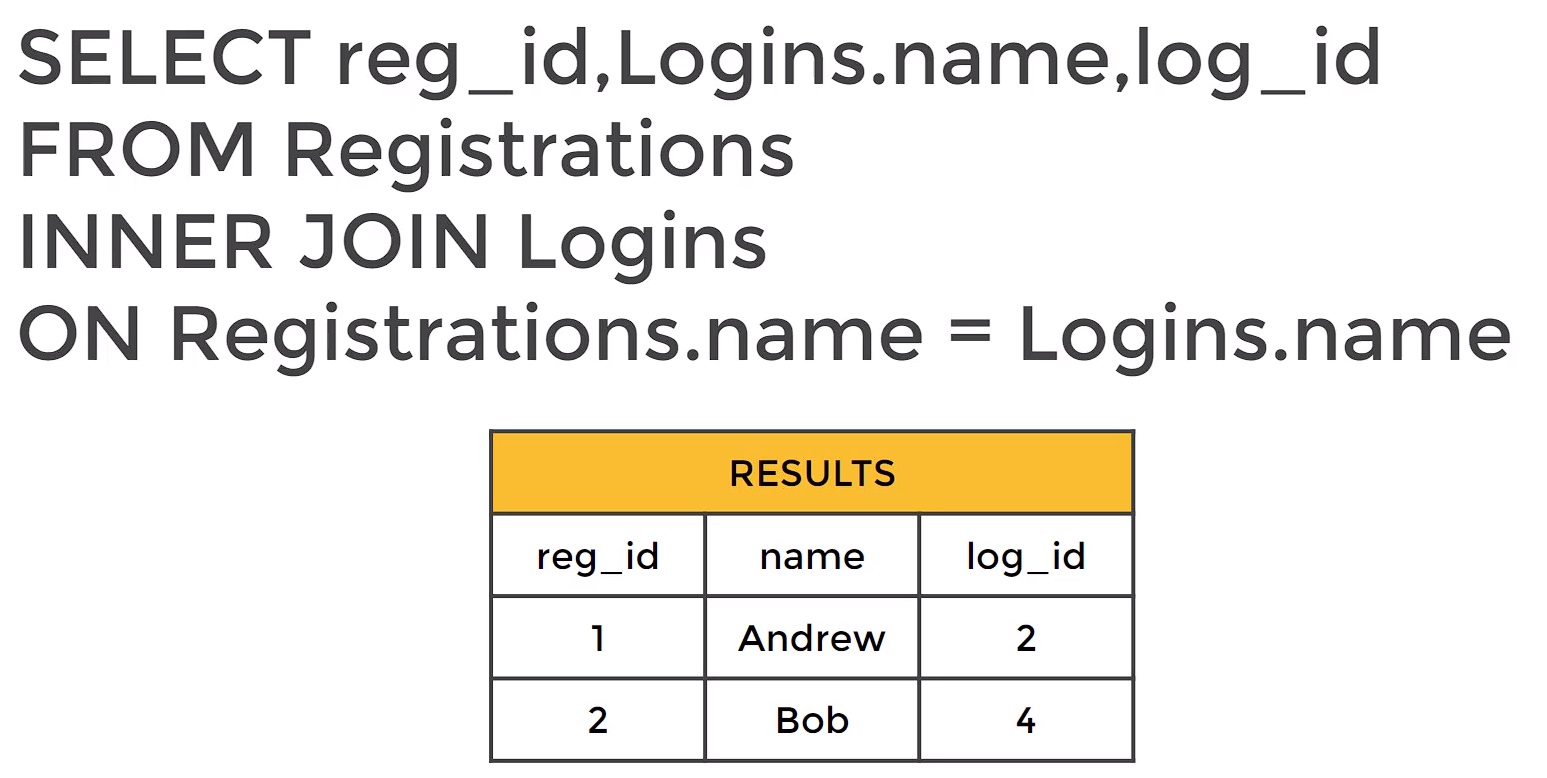 SELECT reg_id,Logins.name,log_id
FROM Registrations
INNER JOIN Logins
ON Registrations.name = Logins.name
RESULTS
reg_id name log_id
1 Andrew 2
2 Bob 4